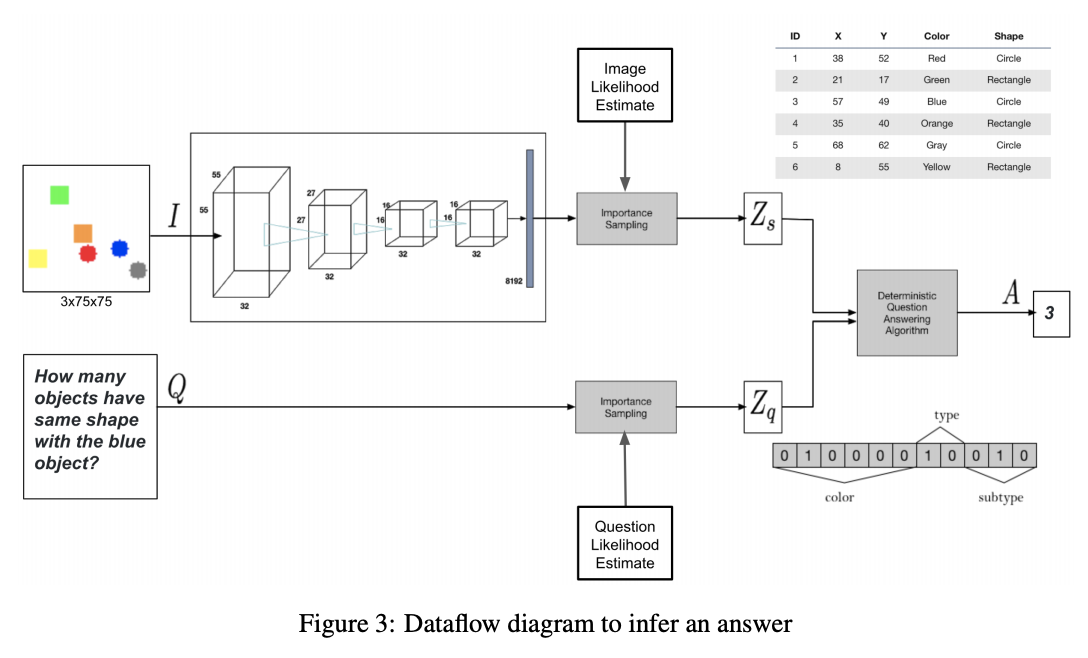 Image
Likelihood
Estimate
ID X Y Color Shape
1 38 52 Red Circle
2 21 17 Green Rectangle
3 57 49 Blue Circle
4 35 40 Orange Rectangle
5 68 62 Gray Circle
6 8 55 Yellow Rectangle
3x75x75
I
55
55
32
27
27
32
16
16
32
16
16
32
8192
Importance
Sampling
Zs
How many
objects have
same shape
with the blue
object?
Q
Importance
Sampling
Zq
Question
Likelihood
Estimate
Deterministic
Question
Answering
Algorithm
A
3
type
0 1 0 0 0 0 1 0 0 1 0
color
subtype
Figure 3: Dataflow diagram to infer an answer